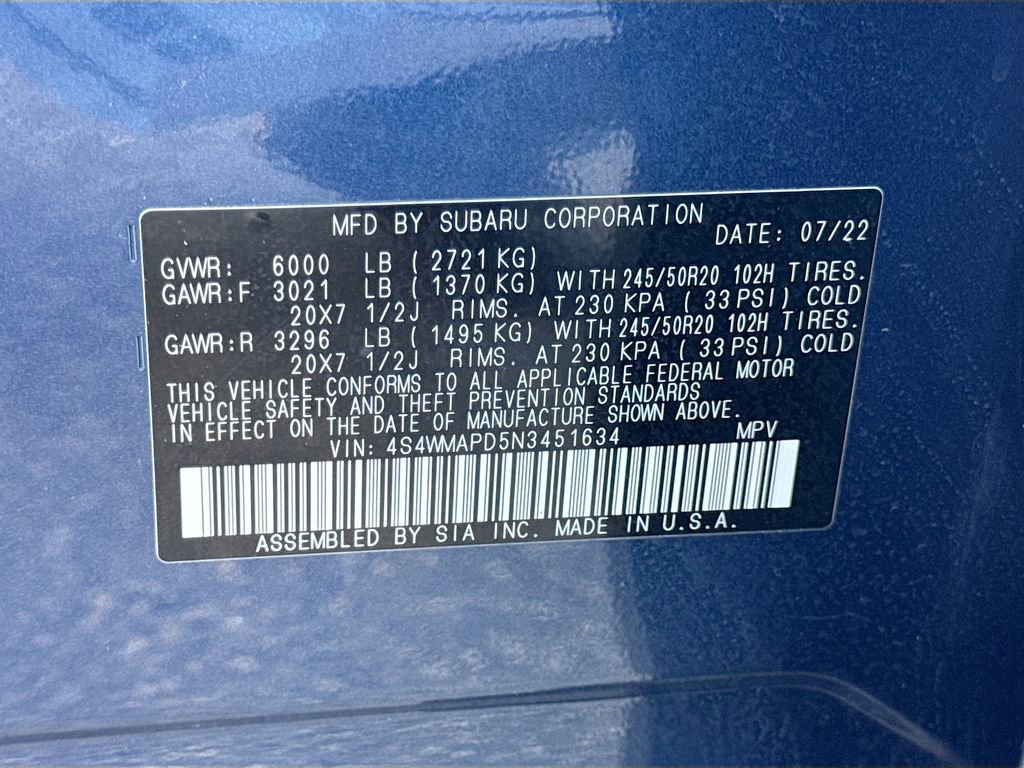 MFD BY SUBARU CORPORATION DATE: 07/22
GVWR: 6000 LB ( 2721 KG)
GAWR:F 3021 LB ( 1370 KG) WITH 245/50R20 102H TIRES.
20X7 1/2J RIMS. AT 230 KPA ( 33 PSI) COLD
GAWR:R 3296 LB ( 1495 KG) WITH 245/50R20 102H TIRES.
20X7 1/2J RIMS. AT 230 KPA ( 33 PSI) COLD
THIS VEHICLE CONFORMS TO ALL APPLICABLE FEDERAL MOTOR
VEHICLE SAFETY AND THEFT PREVENTION STANDARDS
IN EFFECT ON THE DATE OF MANUFACTURE SHOWN ABOVE.
VIN: 4S4WMAPD5N3451634 MPV
ASSEMBLED BY SIA INC. MADE IN U.S.A.